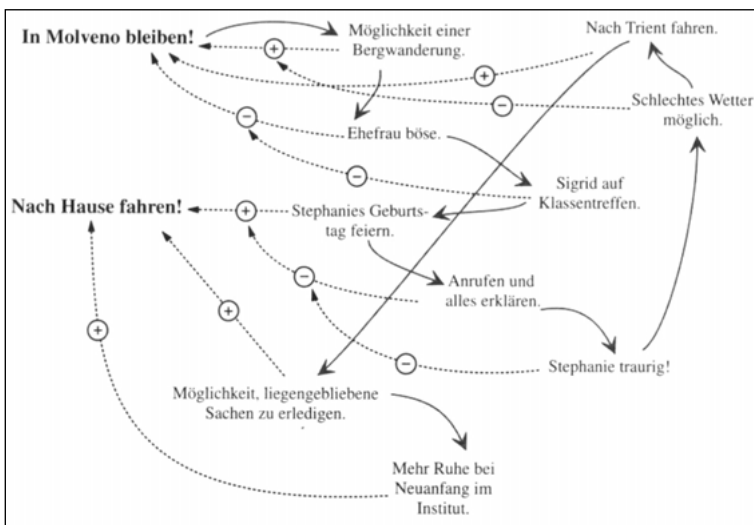 In Molveno bleiben!
Möglichkeit einer
Bergwanderung.
Nach Trient fahren.
+
+
−
Schlechtes Wetter
möglich.
−
Ehefrau böse.
−
Sigrid auf
Klassentreffen.
Nach Hause fahren!
+
Stephanies Geburts-
tag feiern.
−
Anrufen und
alles erklären.
+
+
−
Stephanie traurig!
Möglichkeit, liegengebliebene
Sachen zu erledigen.
Mehr Ruhe bei
Neuanfang im
Institut.